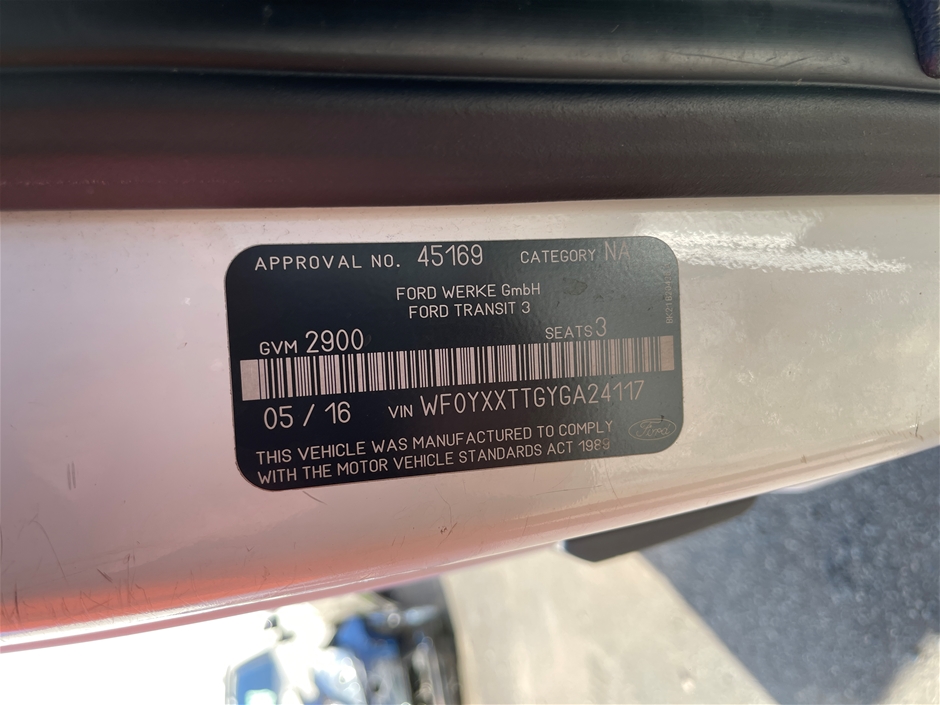 APPROVAL NO. 45169 CATEGORY NA
FORD WERKE GmbH
FORD TRANSIT 3
GVM 2900 SEATS 3
05 / 16 VIN WF0YXXTTGYGA24117
Ford
THIS VEHICLE WAS MANUFACTURED TO COMPLY
WITH THE MOTOR VEHICLE STANDARDS ACT 1989